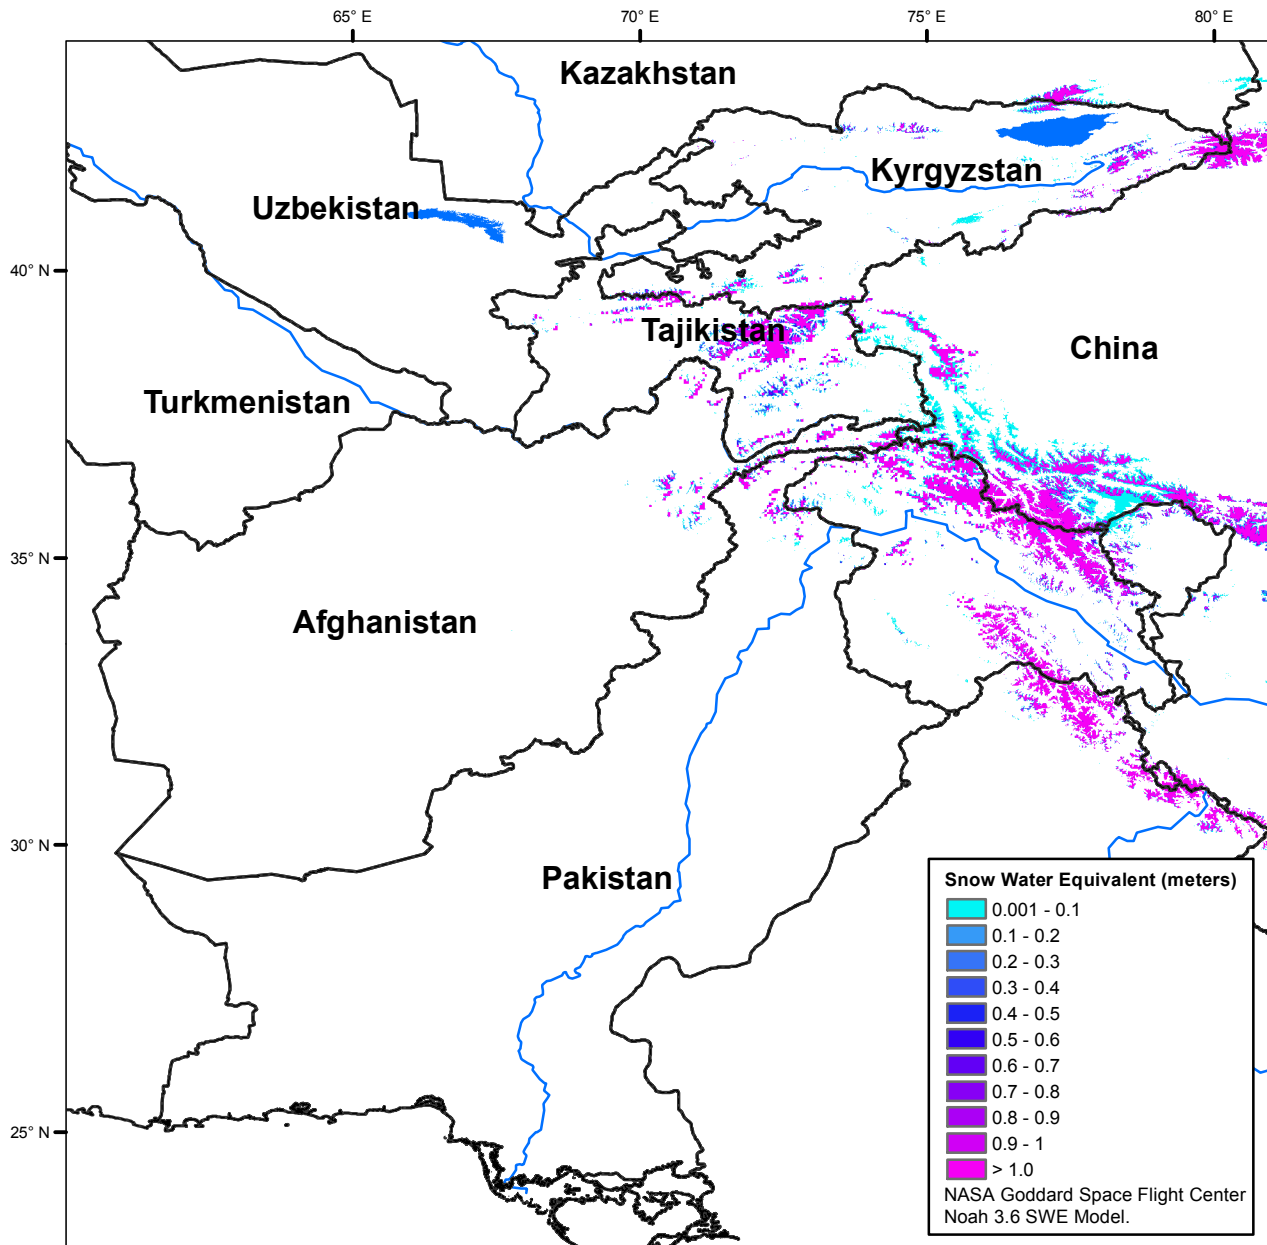 65° E
70° E
75° E
80° E
Kazakhstan
Kyrgyzstan
Uzbekistan
40° N
Tajikistan
China
Turkmenistan
35° N
Afghanistan
30° N
Pakistan
25° N
Snow Water Equivalent (meters)
0.001 - 0.1
0.1 - 0.2
0.2 - 0.3
0.3 - 0.4
0.4 - 0.5
0.5 - 0.6
0.6 - 0.7
0.7 - 0.8
0.8 - 0.9
0.9 - 1
> 1.0
NASA Goddard Space Flight Center
Noah 3.6 SWE Model.